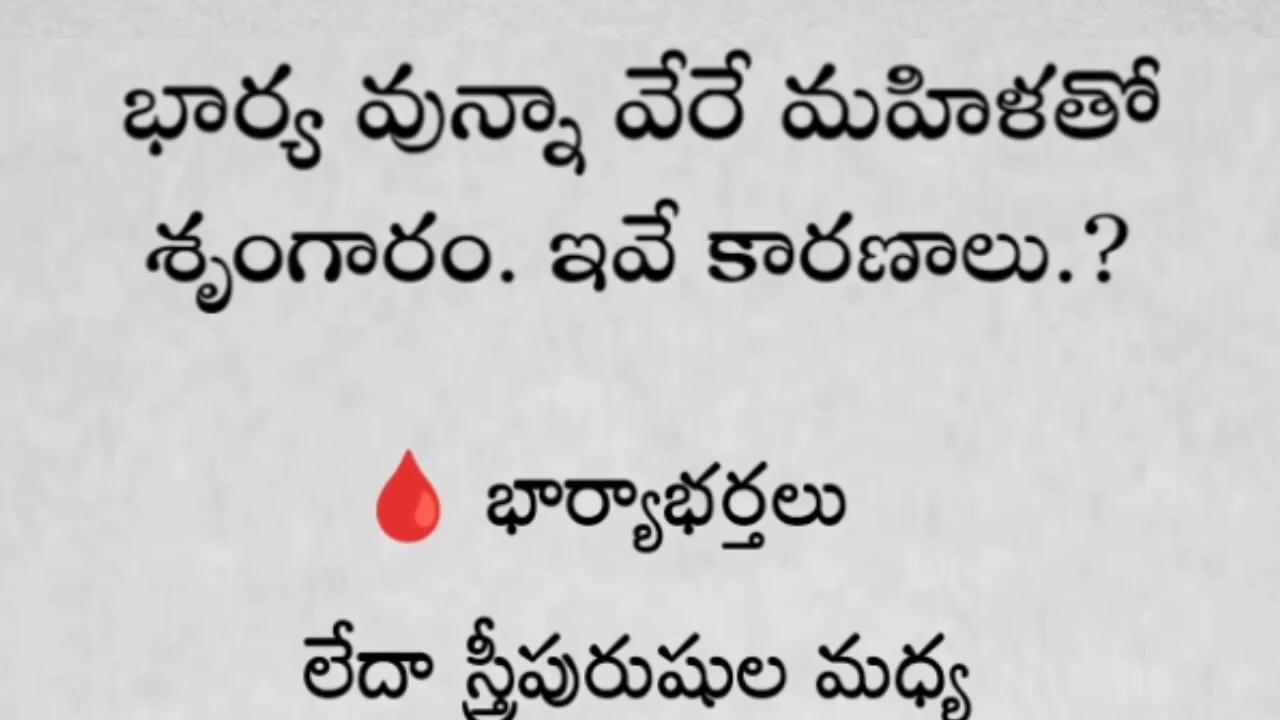 భార్య వున్నా వేరే మహిళతో
శృంగారం. ఇవే కారణాలు.?
🩸 భార్యాభర్తలు
లేదా స్త్రీపురుషుల మధ్య